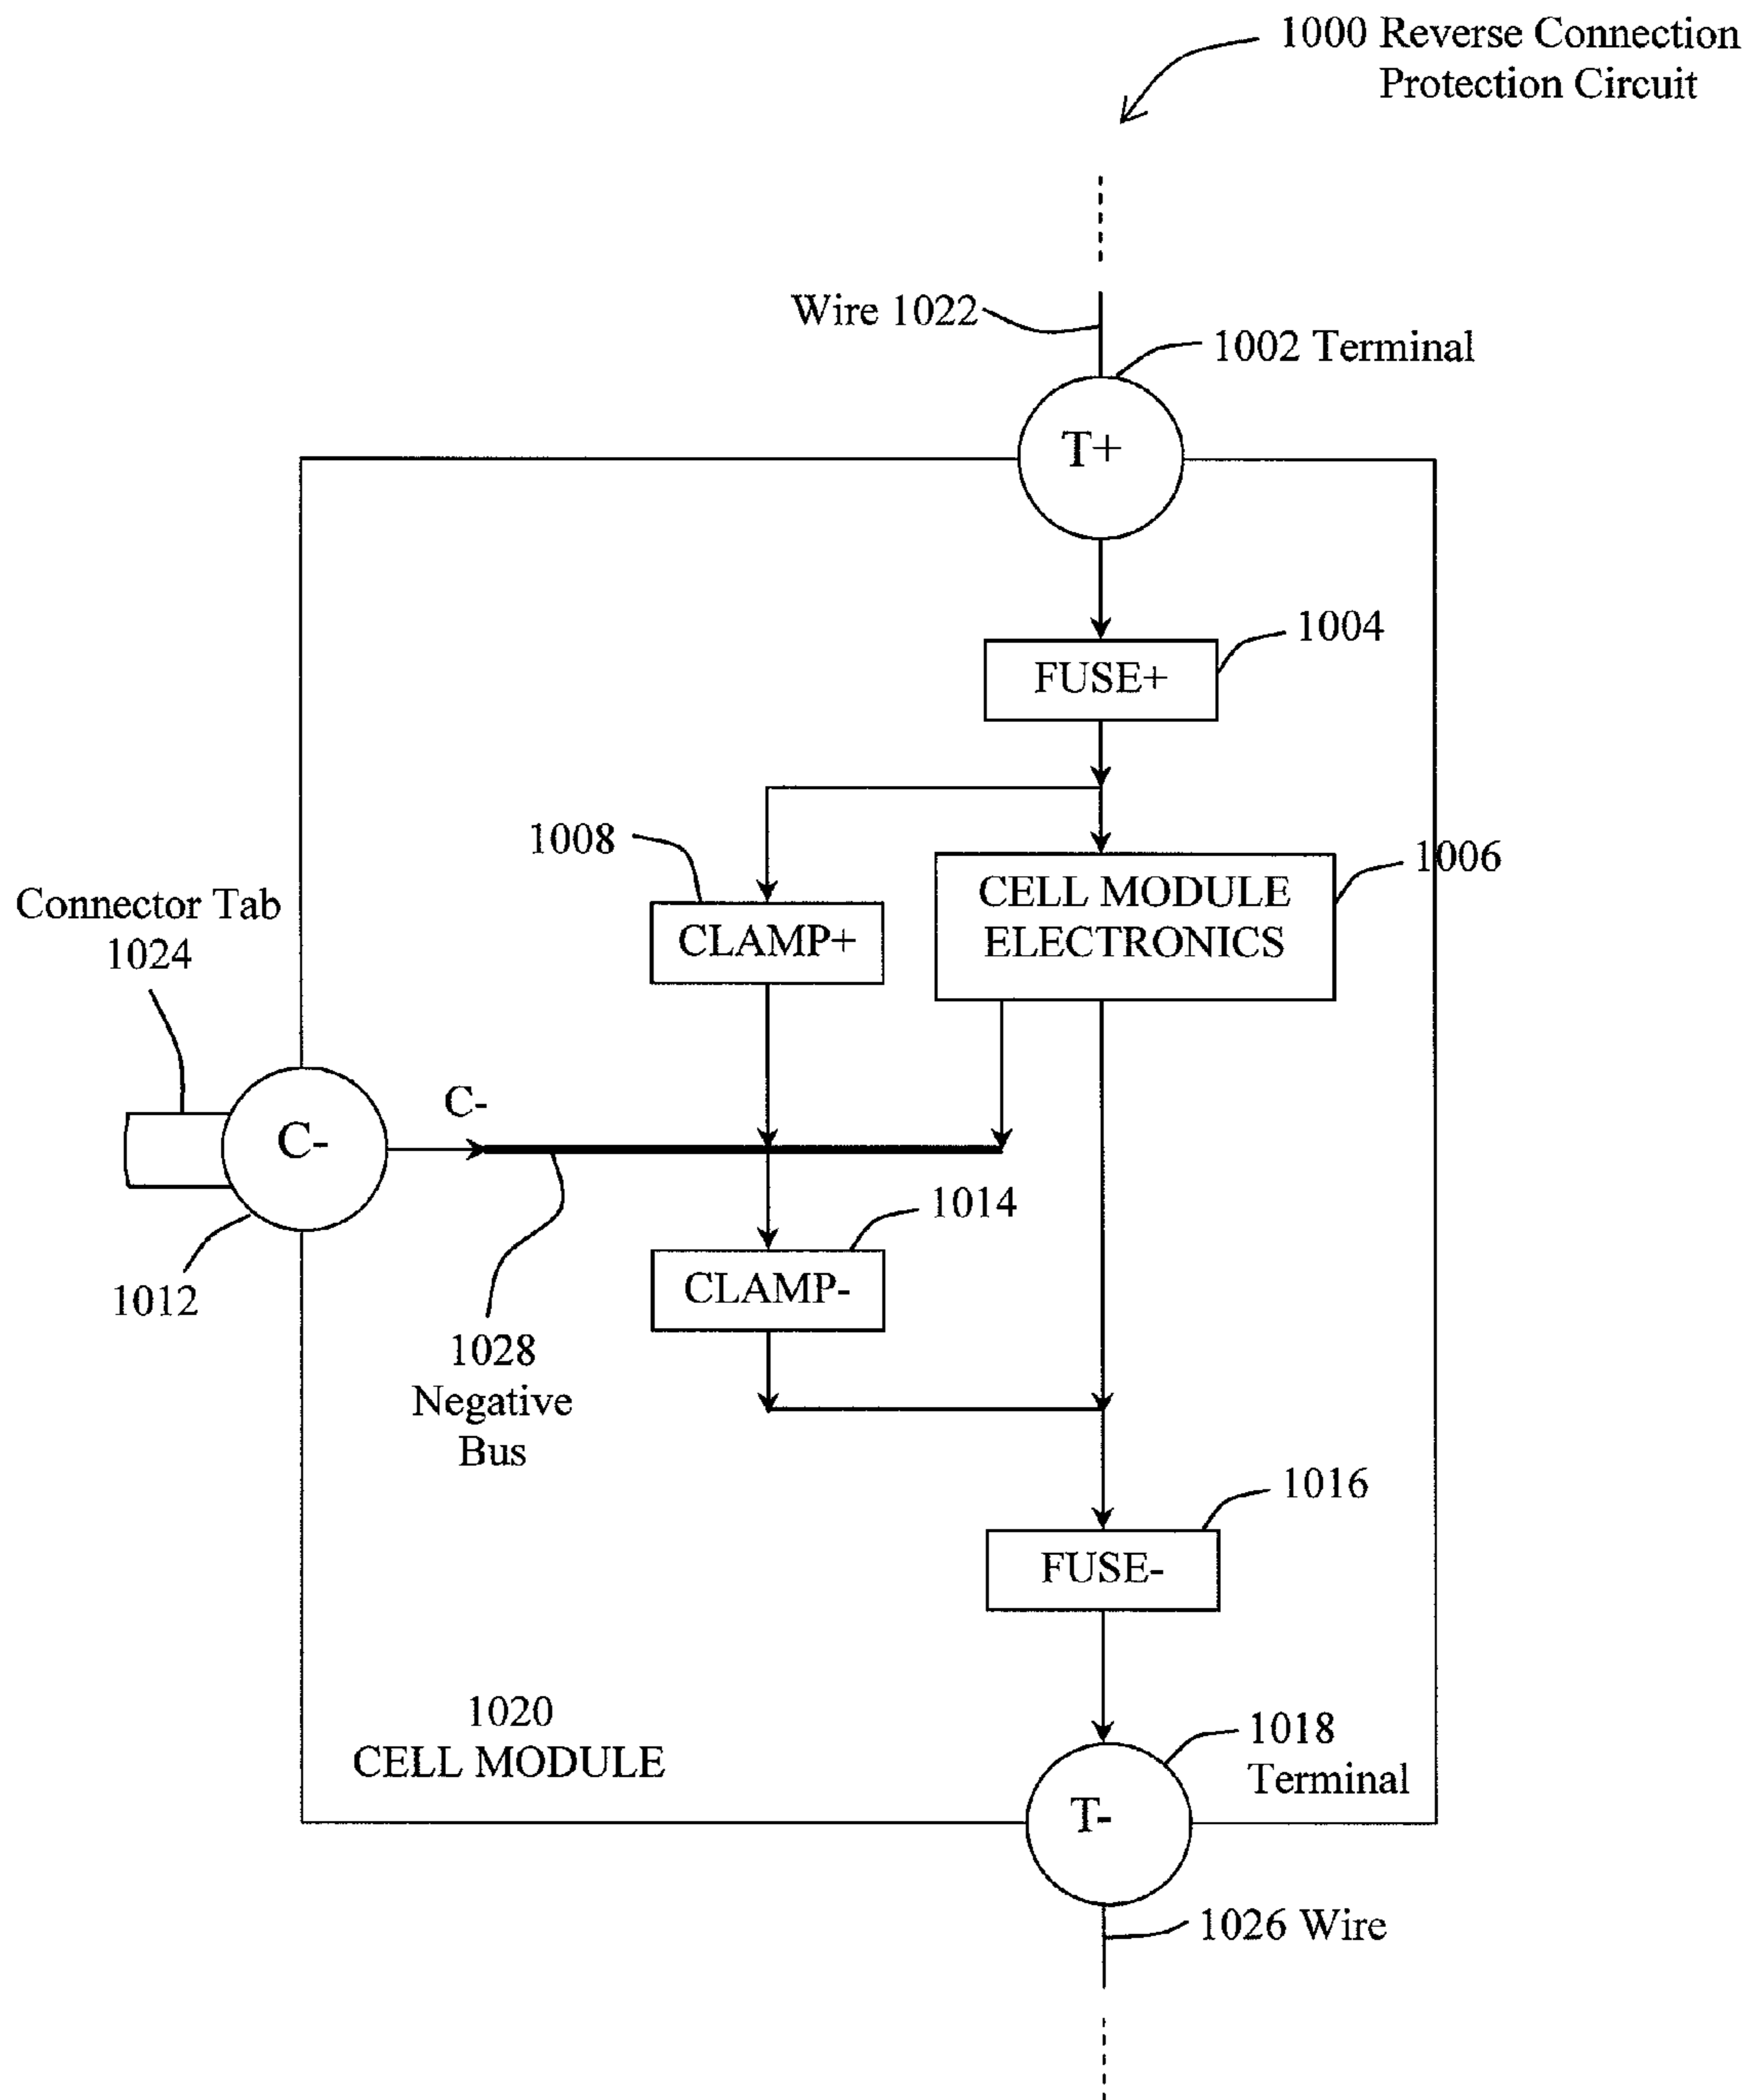 1000 Reverse Connection
Protection Circuit
Wire 1022
1002 Terminal
T+
1004
FUSE+
1008
1006
CELL MODULE
ELECTRONICS
CLAMP+
Connector Tab
1024
C-
C-
1014
1012
CLAMP-
1028
Negative
Bus
1016
FUSE-
1020
CELL MODULE
1018
Terminal
T-
1026 Wire